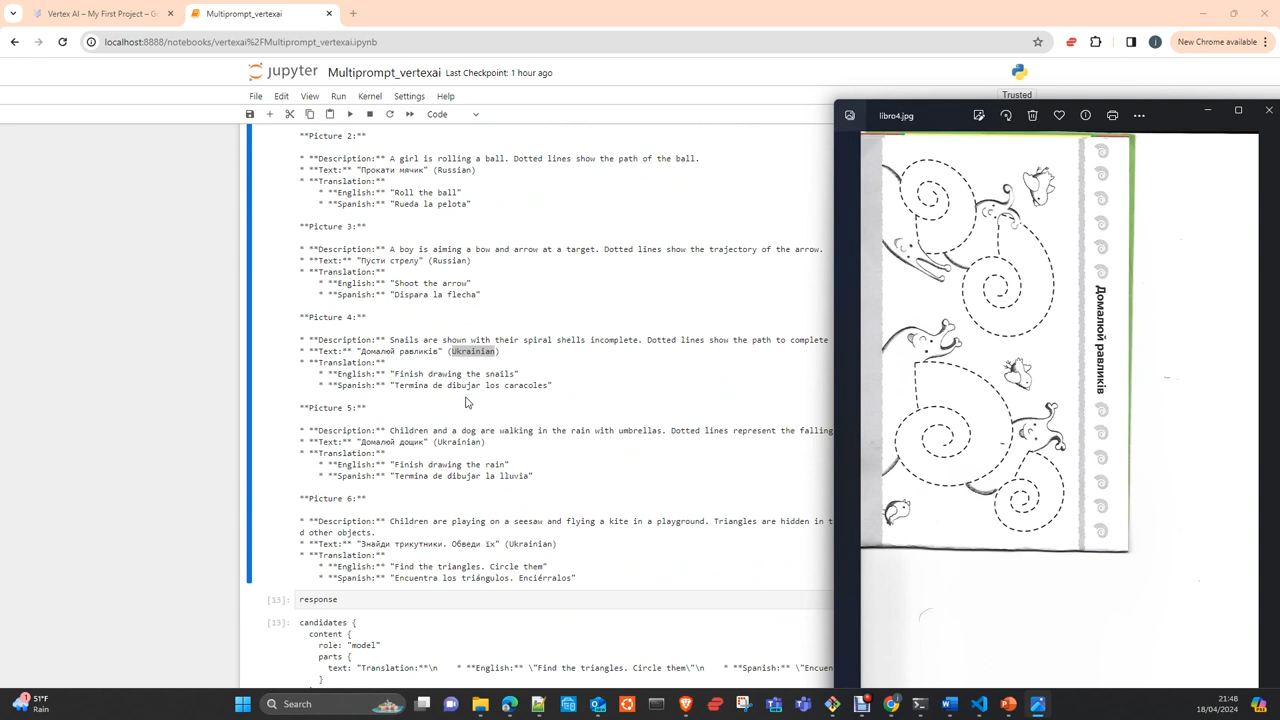 Vertex AI – My First Project – Go
Multiprompt_vertexai
localhost:8888/notebooks/vertexai%2FMultiprompt_vertexai.ipynb
New Chrome available
jupyter
Multiprompt_vertexai Last Checkpoint: 1 hour ago
Trusted
File Edit View Run Kernel Settings Help
Code
**Picture 2:**
* **Description:** A girl is rolling a ball. Dotted lines show the path of the ball.
* **Text:** "Прокати мячик" (Russian)
* **Translation:**
* **English:** "Roll the ball"
* **Spanish:** "Rueda la pelota"
**Picture 3:**
* **Description:** A boy is aiming a bow and arrow at a target. Dotted lines show the trajectory of the arrow.
* **Text:** "Пусти стрелу" (Russian)
* **Translation:**
* **English:** "Shoot the arrow"
* **Spanish:** "Dispara la flecha"
**Picture 4:**
* **Description:** Snails are shown with their spiral shells incomplete. Dotted lines show the path to complete
* **Text:** "Домалюй равликів" (Ukrainian)
* **Translation:**
* **English:** "Finish drawing the snails"
* **Spanish:** "Termina de dibujar los caracoles"
**Picture 5:**
* **Description:** Children and a dog are walking in the rain with umbrellas. Dotted lines represent the falling
* **Text:** "Домалюй дощик" (Ukrainian)
* **Translation:**
* **English:** "Finish drawing the rain"
* **Spanish:** "Termina de dibujar la lluvia"
**Picture 6:**
* **Description:** Children are playing on a seesaw and flying a kite in a playground. Triangles are hidden in t
d other objects.
* **Text:** "Знайди трикутники. Обведи їх" (Ukrainian)
* **Translation:**
* **English:** "Find the triangles. Circle them"
* **Spanish:** "Encuentra los triángulos. Enciérralos"
[13]: response
[13]: candidates {
content {
role: "model"
parts {
text: "Translation:**\n * **English:** \"Find the triangles. Circle them\"\n * **Spanish:** \"Encuen
}
libro4.jpg
Домалюй равликів
51°F
Rain
Search
21:48
18/04/2024